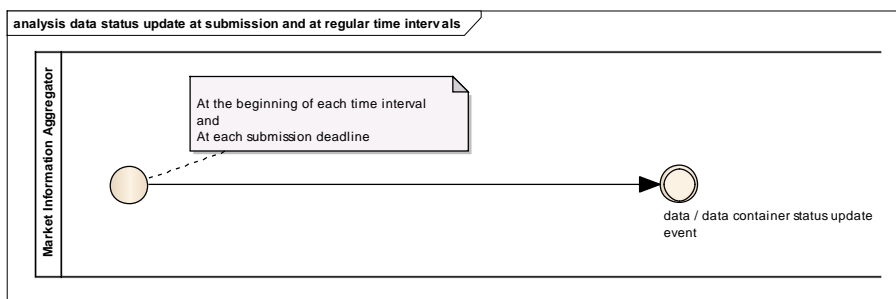 analysis data status update at submission and at regular time intervals
Market Information Aggregator
At the beginning of each time interval
and
At each submission deadline
data / data container status update
event